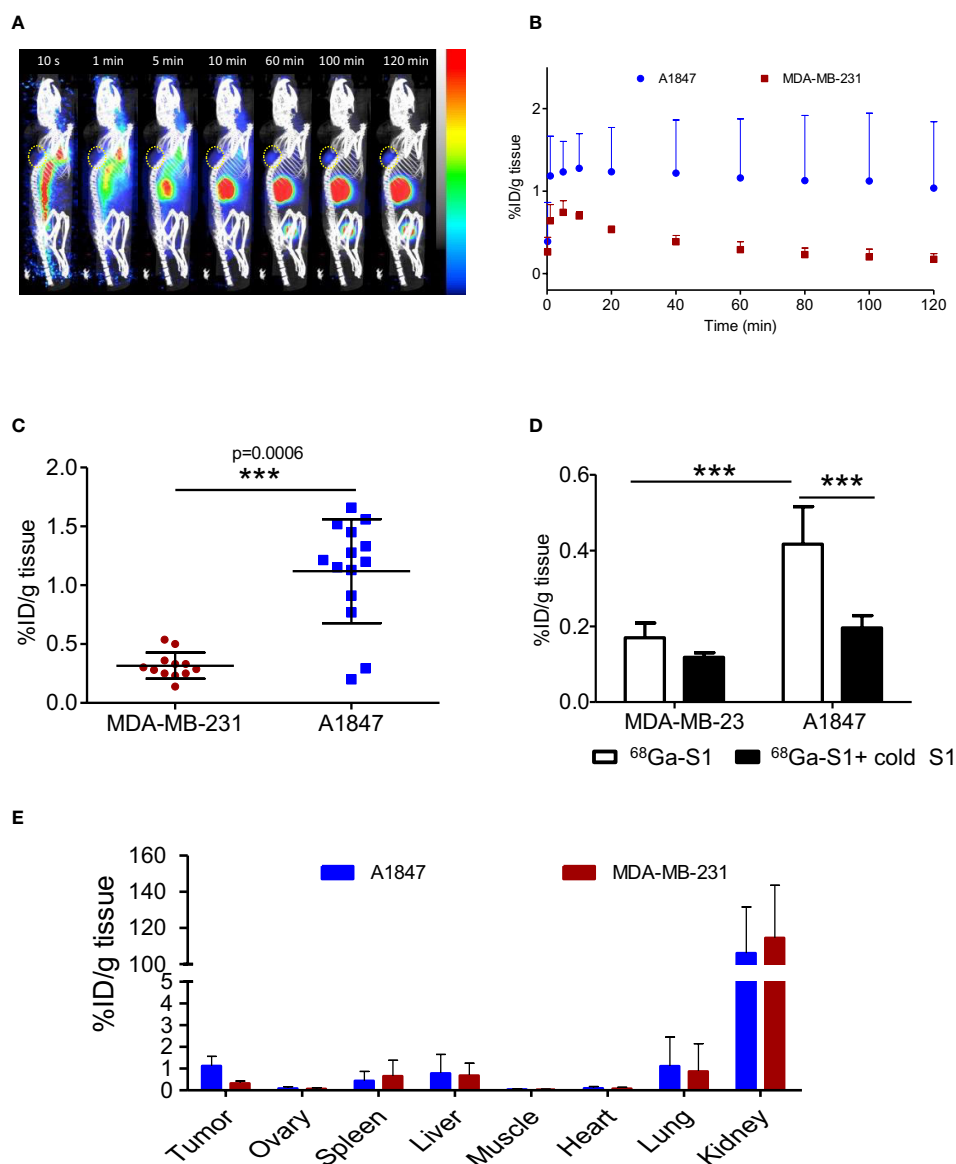 A
10 s 1 min 5 min 10 min 60 min 100 min 120 min
B
A1847 MDA-MB-231
%ID/g tissue
2
1
0
0 20 40 60 80 100 120
Time (min)
C
p=0.0006
***
%ID/g tissue
2.0
1.5
1.0
0.5
0.0
MDA-MB-231 A1847
D
*** ***
%ID/g tissue
0.6
0.4
0.2
0.0
MDA-MB-23 A1847
⁶⁸Ga-S1 ⁶⁸Ga-S1+ cold S1
E
A1847 MDA-MB-231
%ID/g tissue
160
140
120
100
5
4
3
2
1
0
Tumor Ovary Spleen Liver Muscle Heart Lung Kidney